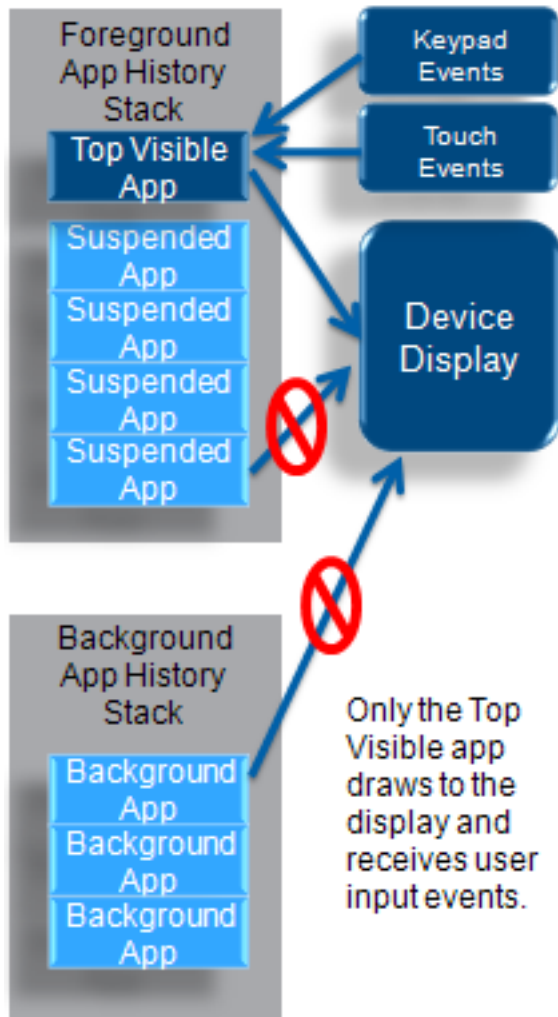 Foreground
App History
Stack
Top Visible
App
Suspended
App
Suspended
App
Suspended
App
Suspended
App
Keypad
Events
Touch
Events
Device
Display
Background
App History
Stack
Background
App
Background
App
Background
App
Only the Top
Visible app
draws to the
display and
receives user
input events.